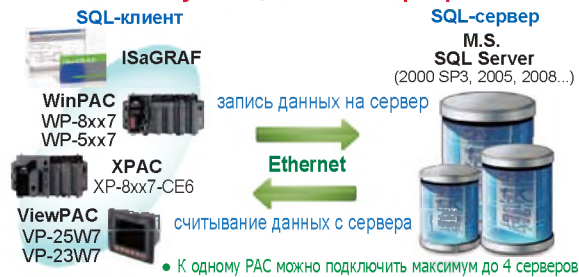 SQL-клиент
ISaGRAF
WinPAC
WP-8xx7
WP-5xx7
XPAC
XP-8xx7-CE6
ViewPAC
VP-25W7
VP-23W7
запись данных на сервер
Ethernet
считывание данных с сервера
SQL-сервер
M.S.
SQL Server
(2000 SP3, 2005, 2008...)
● К одному PAC можно подключить максимум до 4 серверов